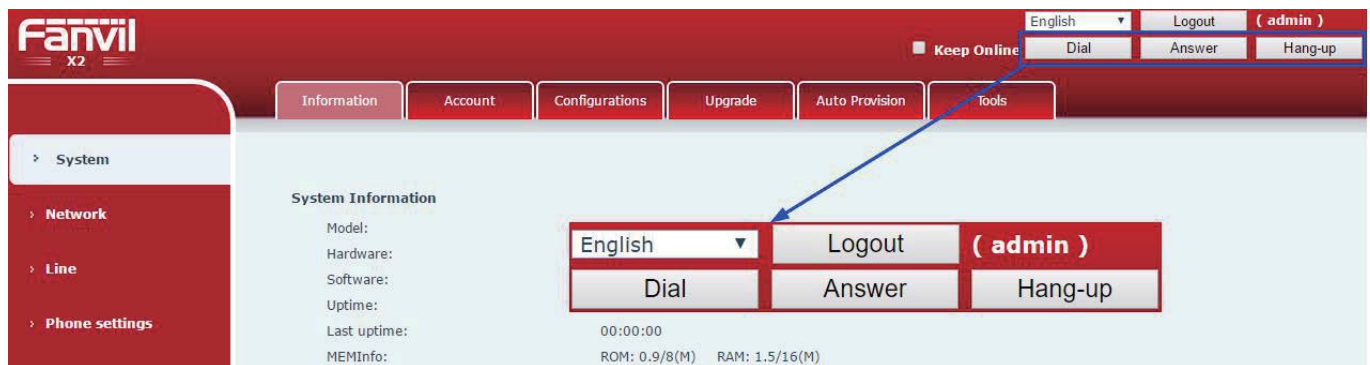 Fanvil
X2
English Logout ( admin )
Keep Online Dial Answer Hang-up
Information Account Configurations Upgrade Auto Provision Tools
› System
› Network
› Line
› Phone settings
System Information
Model:
Hardware:
Software:
Uptime:
Last uptime: 00:00:00
MEMInfo: ROM: 0.9/8(M) RAM: 1.5/16(M)
English Logout ( admin )
Dial Answer Hang-up